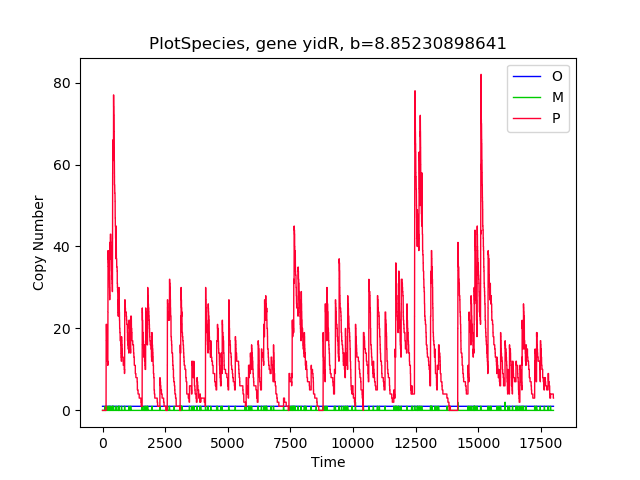 PlotSpecies, gene yidR, b=8.85230898641
O
M
P
80
60
40
20
0
Copy Number
0 2500 5000 7500 10000 12500 15000 17500
Time